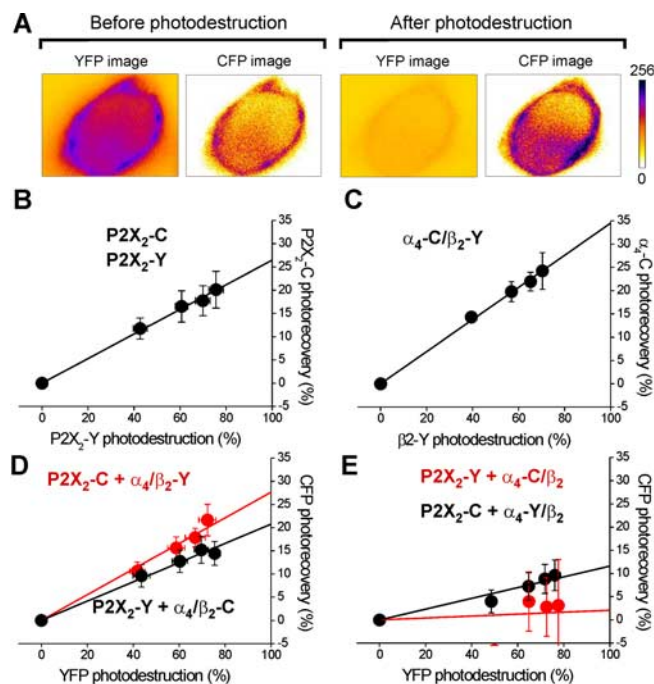 A
Before photodestruction
After photodestruction
YFP image
CFP image
YFP image
CFP image
256
0
B
P2X₂-C
P2X₂-Y
35
30
25
20
15
10
5
0
-5
P2X₂-C photorecovery (%)
0 20 40 60 80 100
P2X₂-Y photodestruction (%)
C
α₄-C/β₂-Y
35
30
25
20
15
10
5
0
-5
α₄-C photorecovery (%)
0 20 40 60 80 100
β2-Y photodestruction (%)
D
P2X₂-C + α₄/β₂-Y
P2X₂-Y + α₄/β₂-C
35
30
25
20
15
10
5
0
-5
CFP photorecovery (%)
0 20 40 60 80 100
YFP photodestruction (%)
E
P2X₂-Y + α₄-C/β₂
P2X₂-C + α₄-Y/β₂
35
30
25
20
15
10
5
0
-5
CFP photorecovery (%)
0 20 40 60 80 100
YFP photodestruction (%)